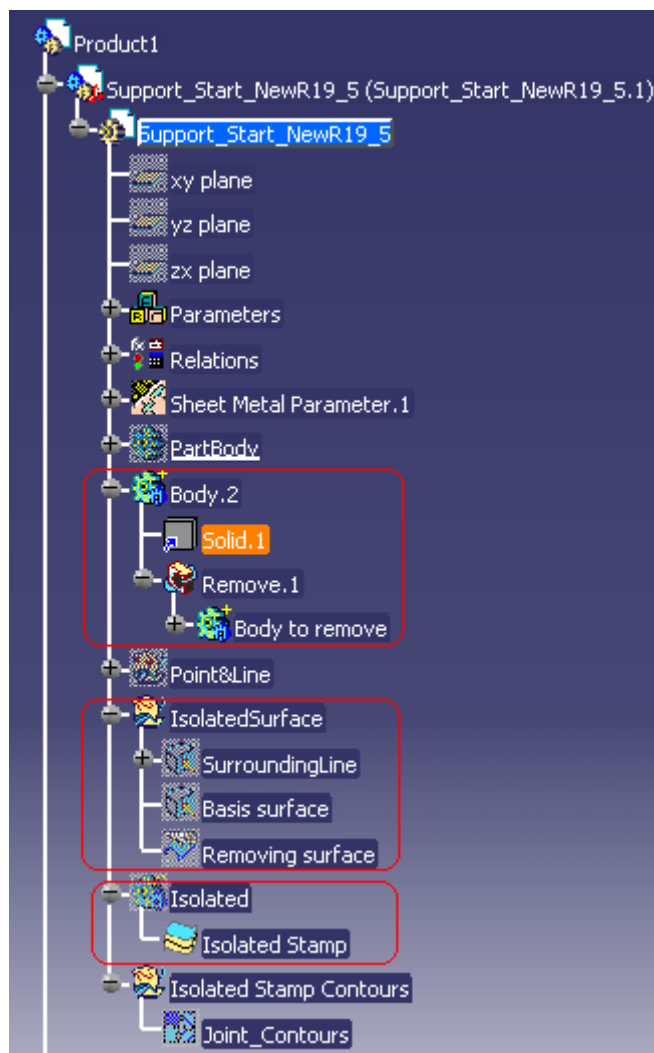 Product1
Support_Start_NewR19_5 (Support_Start_NewR19_5.1)
Support_Start_NewR19_5
xy plane
yz plane
zx plane
Parameters
Relations
Sheet Metal Parameter.1
PartBody
Body.2
Solid.1
Remove.1
Body to remove
Point&Line
IsolatedSurface
SurroundingLine
Basis surface
Removing surface
Isolated
Isolated Stamp
Isolated Stamp Contours
Joint_Contours